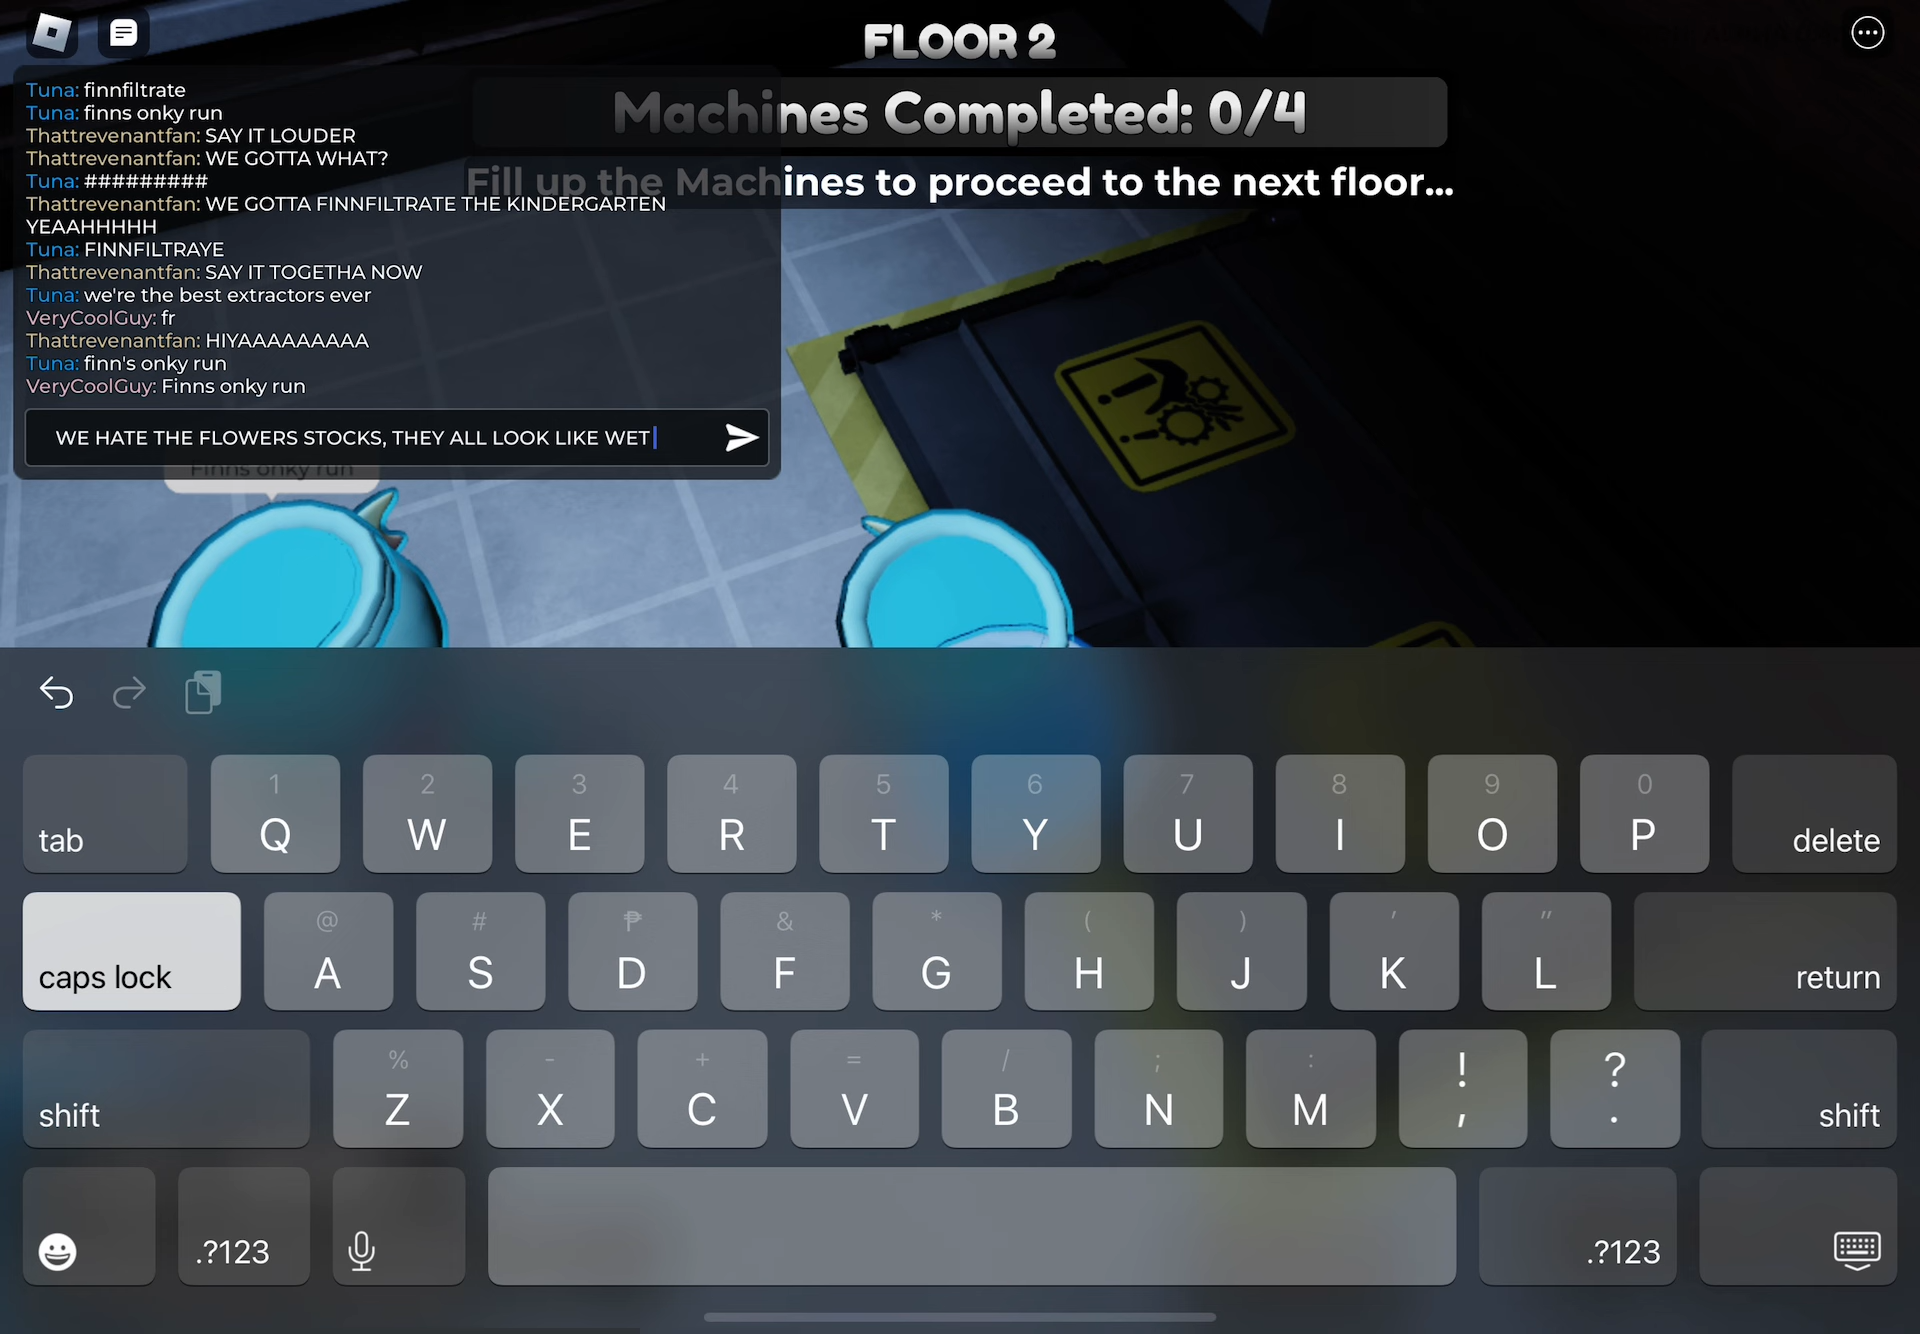 FLOOR 2
Machines Completed: 0/4
Fill up the Machines to proceed to the next floor...
Tuna: finnfiltrate
Tuna: finns onky run
Thattrevenantfan: SAY IT LOUDER
Thattrevenantfan: WE GOTTA WHAT?
Tuna: #########
Thattrevenantfan: WE GOTTA FINNFILTRATE THE KINDERGARTEN
YEAAHHHHH
Tuna: FINNFILTRAYE
Thattrevenantfan: SAY IT TOGETHA NOW
Tuna: we're the best extractors ever
VeryCoolGuy: fr
Thattrevenantfan: HIYAAAAAAAAA
Tuna: finn's onky run
VeryCoolGuy: Finns onky run
WE HATE THE FLOWERS STOCKS, THEY ALL LOOK LIKE WET
Finns onky run
1 2 3 4 5 6 7 8 9 0
tab Q W E R T Y U I O P delete
@ # ₱ & * ( ) ' "
caps lock A S D F G H J K L return
% - + = / ; : ! ?
shift Z X C V B N M , . shift
.?123 .?123